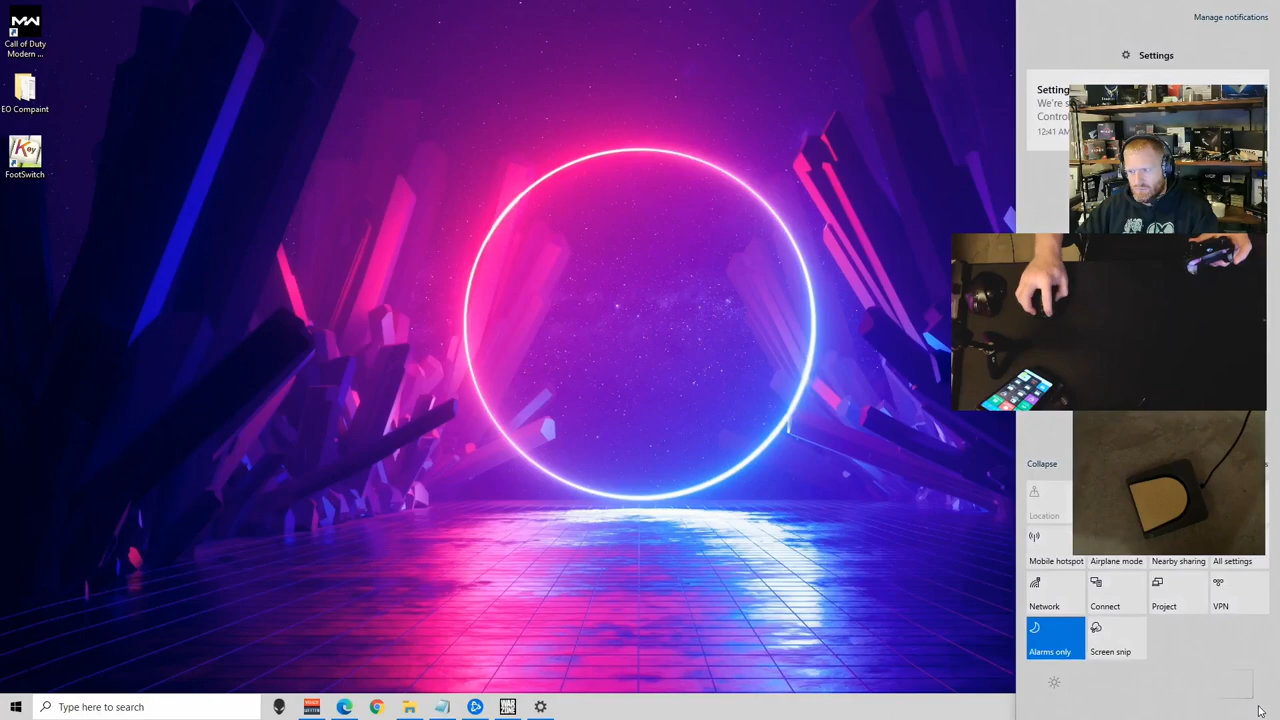 Manage notifications
Settings
Call of Duty
Modern ...
EO Compaint
Key
FootSwitch
Setting
We're s
Control
12:41 AM
Collapse
Location
Mobile hotspot
Airplane mode
Nearby sharing
All settings
Network
Connect
Project
VPN
Alarms only
Screen snip
Type here to search